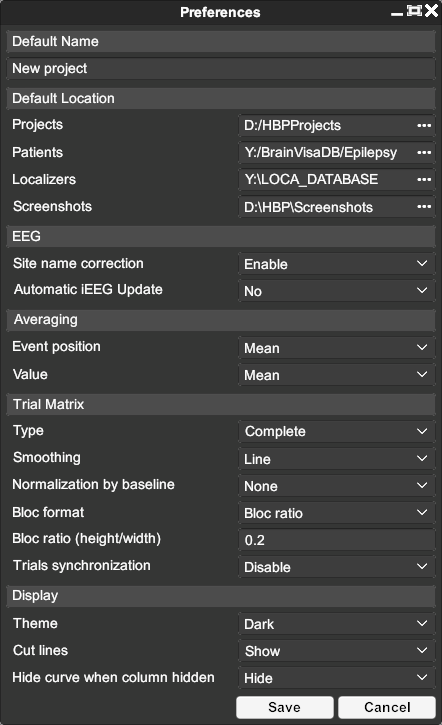 Preferences
Default Name
New project
Default Location
Projects D:/HBPProjects •••
Patients Y:/BrainVisaDB/Epilepsy •••
Localizers Y:\LOCA_DATABASE •••
Screenshots D:\HBP\Screenshots •••
EEG
Site name correction Enable
Automatic iEEG Update No
Averaging
Event position Mean
Value Mean
Trial Matrix
Type Complete
Smoothing Line
Normalization by baseline None
Bloc format Bloc ratio
Bloc ratio (height/width) 0.2
Trials synchronization Disable
Display
Theme Dark
Cut lines Show
Hide curve when column hidden Hide
Save Cancel